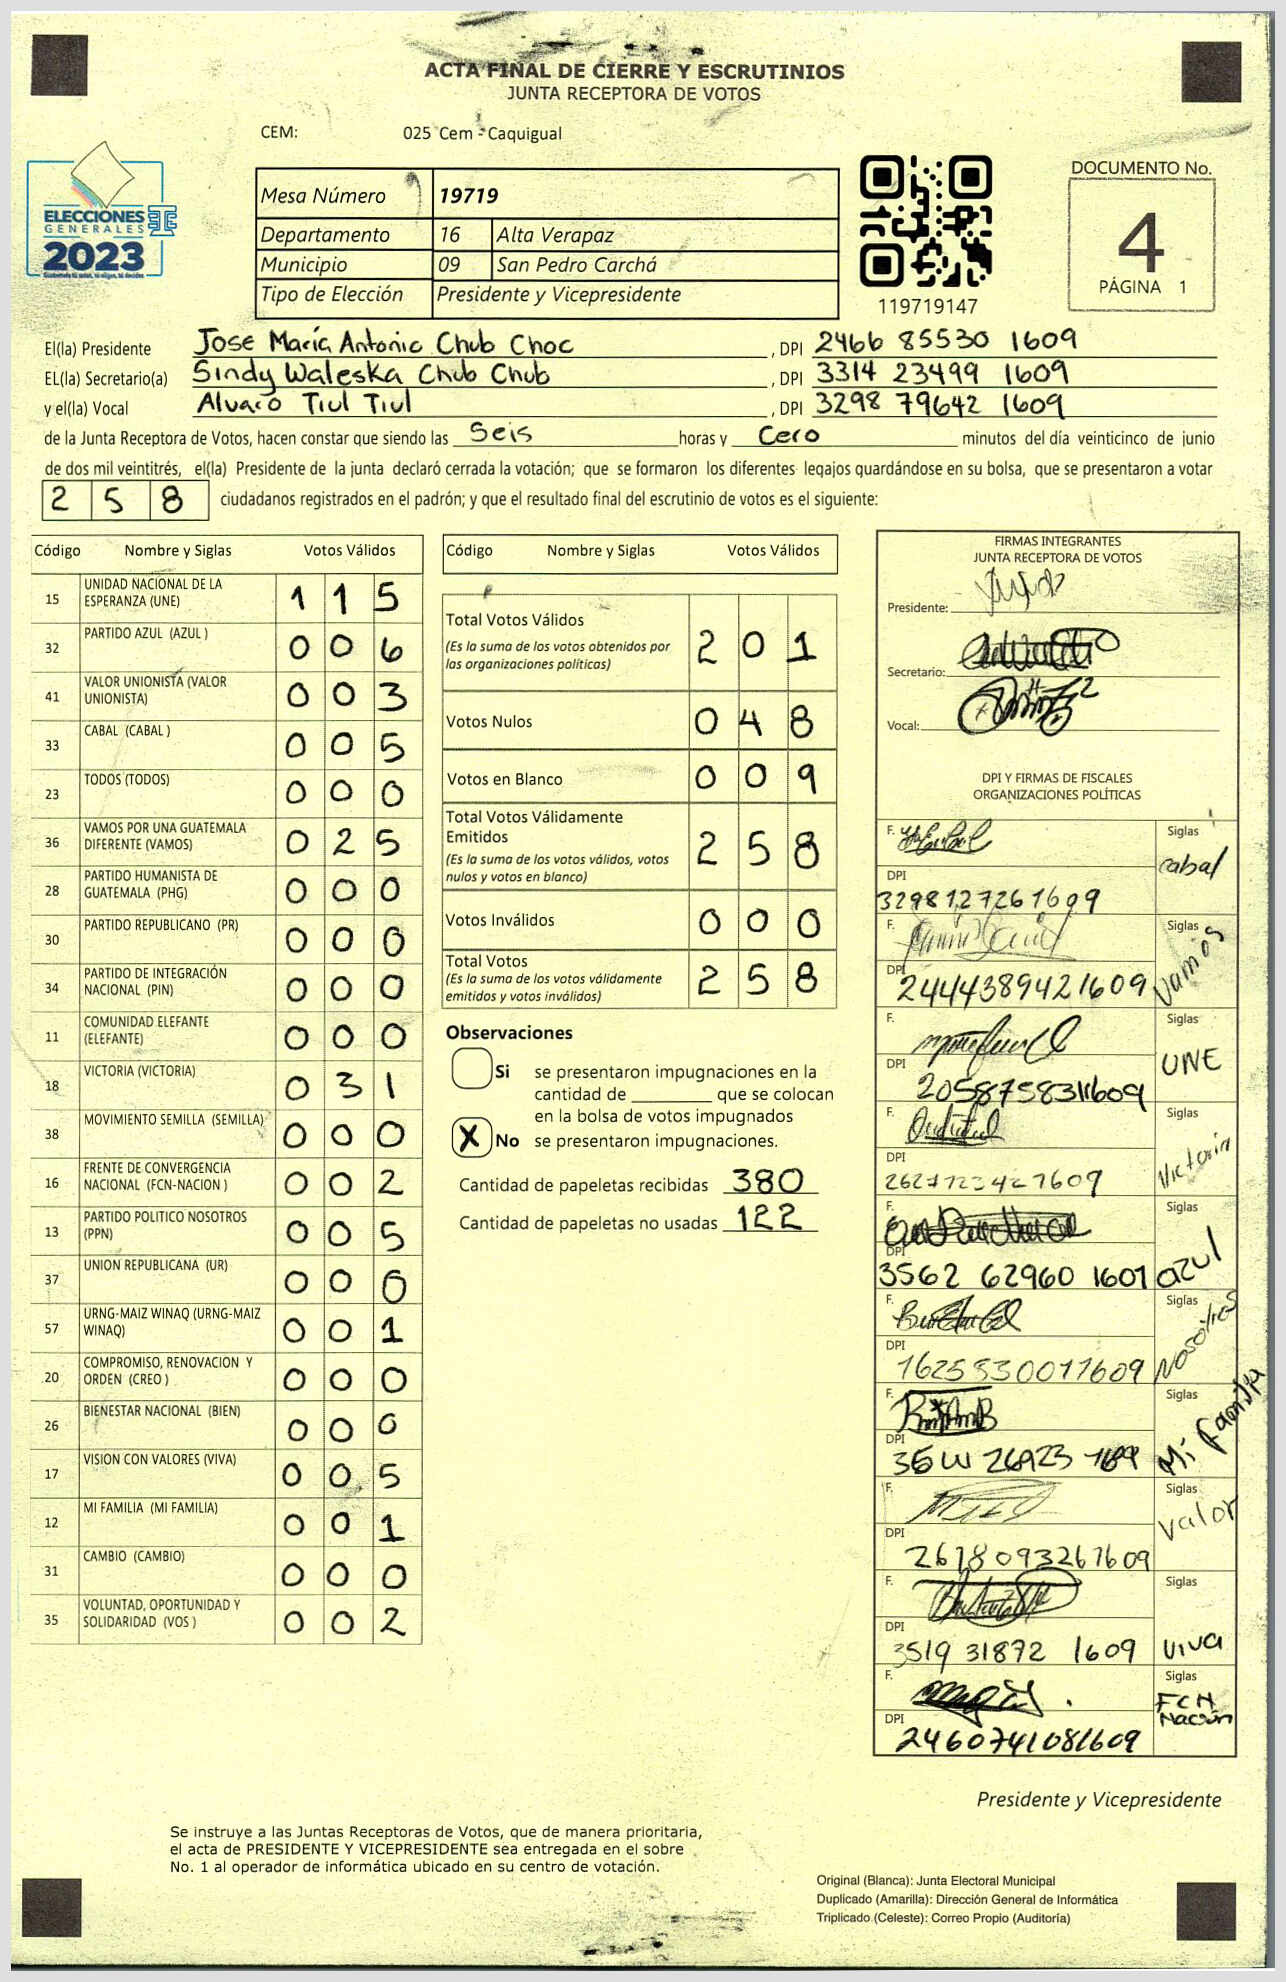 ACTA FINAL DE CIERRE Y ESCRUTINIOS
JUNTA RECEPTORA DE VOTOS
CEM: 025 Cem - Caquigual
ELECCIONES
GENERALES
2023
Mesa Número 19719
Departamento 16 Alta Verapaz
Municipio 09 San Pedro Carchá
Tipo de Elección Presidente y Vicepresidente
119719147
DOCUMENTO No.
4
PÁGINA 1
El(la) Presidente Jose María Antonio Chub Choc , DPI 2466 85530 1609
EL(la) Secretario(a) Sindy Waleska Chub Chub , DPI 3314 23499 1609
y el(la) Vocal Alvaro Tiul Tiul , DPI 3298 79642 1609
de la Junta Receptora de Votos, hacen constar que siendo las Seis horas y Cero minutos del día veinticinco de junio
de dos mil veintitrés, el(la) Presidente de la junta declaró cerrada la votación; que se formaron los diferentes legajos guardándose en su bolsa, que se presentaron a votar
2 5 8 ciudadanos registrados en el padrón; y que el resultado final del escrutinio de votos es el siguiente:
Código Nombre y Siglas Votos Válidos
15 UNIDAD NACIONAL DE LA ESPERANZA (UNE) 1 1 5
32 PARTIDO AZUL (AZUL ) 0 0 6
41 VALOR UNIONISTA (VALOR UNIONISTA) 0 0 3
33 CABAL (CABAL ) 0 0 5
23 TODOS (TODOS) 0 0 0
36 VAMOS POR UNA GUATEMALA DIFERENTE (VAMOS) 0 2 5
28 PARTIDO HUMANISTA DE GUATEMALA (PHG) 0 0 0
30 PARTIDO REPUBLICANO (PR) 0 0 0
34 PARTIDO DE INTEGRACIÓN NACIONAL (PIN) 0 0 0
11 COMUNIDAD ELEFANTE (ELEFANTE) 0 0 0
18 VICTORIA (VICTORIA) 0 3 1
38 MOVIMIENTO SEMILLA (SEMILLA) 0 0 0
16 FRENTE DE CONVERGENCIA NACIONAL (FCN-NACION ) 0 0 2
13 PARTIDO POLITICO NOSOTROS (PPN) 0 0 5
37 UNION REPUBLICANA (UR) 0 0 0
57 URNG-MAIZ WINAQ (URNG-MAIZ WINAQ) 0 0 1
20 COMPROMISO, RENOVACION Y ORDEN (CREO ) 0 0 0
26 BIENESTAR NACIONAL (BIEN) 0 0 0
17 VISION CON VALORES (VIVA) 0 0 5
12 MI FAMILIA (MI FAMILIA) 0 0 1
31 CAMBIO (CAMBIO) 0 0 0
35 VOLUNTAD, OPORTUNIDAD Y SOLIDARIDAD (VOS ) 0 0 2
Código Nombre y Siglas Votos Válidos
Total Votos Válidos 2 0 1
(Es la suma de los votos obtenidos por
las organizaciones políticas)
Votos Nulos 0 4 8
Votos en Blanco 0 0 9
Total Votos Válidamente
Emitidos 2 5 8
(Es la suma de los votos válidos, votos
nulos y votos en blanco)
Votos Inválidos 0 0 0
Total Votos 2 5 8
(Es la suma de los votos válidamente
emitidos y votos inválidos)
Observaciones
Si se presentaron impugnaciones en la
cantidad de ________ que se colocan
en la bolsa de votos impugnados
X No se presentaron impugnaciones.
Cantidad de papeletas recibidas 380
Cantidad de papeletas no usadas 122
FIRMAS INTEGRANTES
JUNTA RECEPTORA DE VOTOS
Presidente:
Secretario:
Vocal:
DPI Y FIRMAS DE FISCALES
ORGANIZACIONES POLÍTICAS
F. Siglas cabal
DPI 3298127261609
F. Siglas Vamos
DPI 2444389421609
F. Siglas UNE
DPI 2058758311609
F. Siglas Victoria
DPI
F. Siglas azul
DPI 3562 62960 1601
F. Siglas Nosotros
DPI 1625530011609
F. Siglas Mi familia
DPI
F. Siglas Valor
DPI 2618093261609
F. Siglas Viva
DPI 3519 31872 1609
F. Siglas FCN Nación
DPI 2460741081609
Presidente y Vicepresidente
Se instruye a las Juntas Receptoras de Votos, que de manera prioritaria,
el acta de PRESIDENTE Y VICEPRESIDENTE sea entregada en el sobre
No. 1 al operador de informática ubicado en su centro de votación.
Original (Blanca): Junta Electoral Municipal
Duplicado (Amarilla): Dirección General de Informática
Triplicado (Celeste): Correo Propio (Auditoría)